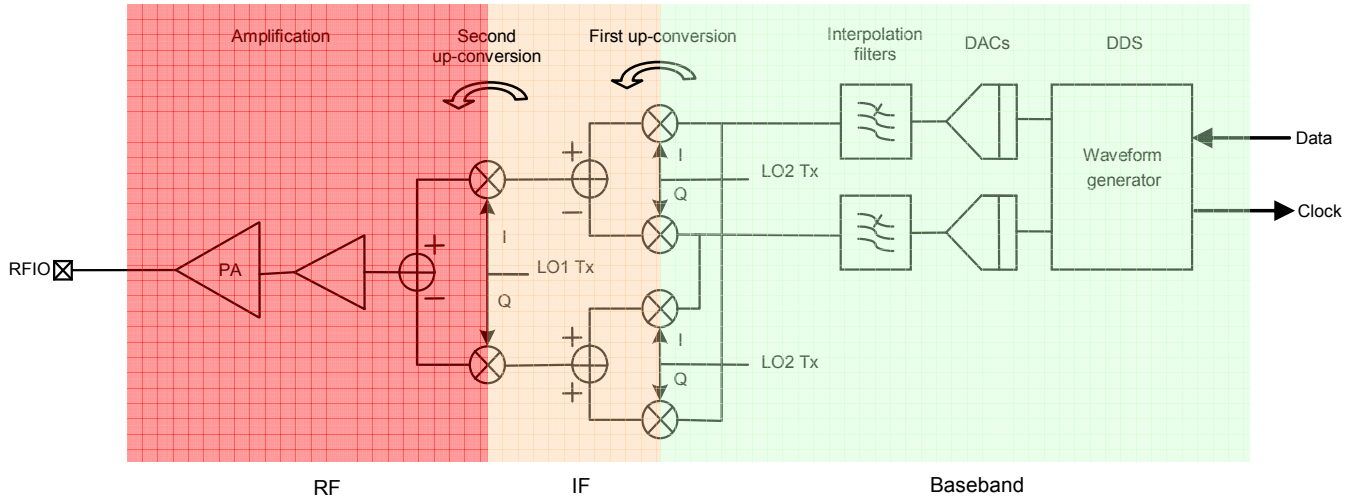 Amplification
Second
up-conversion
First up-conversion
Interpolation
filters
DACs
DDS
+
−
I
Q
LO2 Tx
Waveform
generator
Data
Clock
RFIO
PA
+
−
I
Q
LO1 Tx
+
+
I
Q
LO2 Tx
RF
IF
Baseband